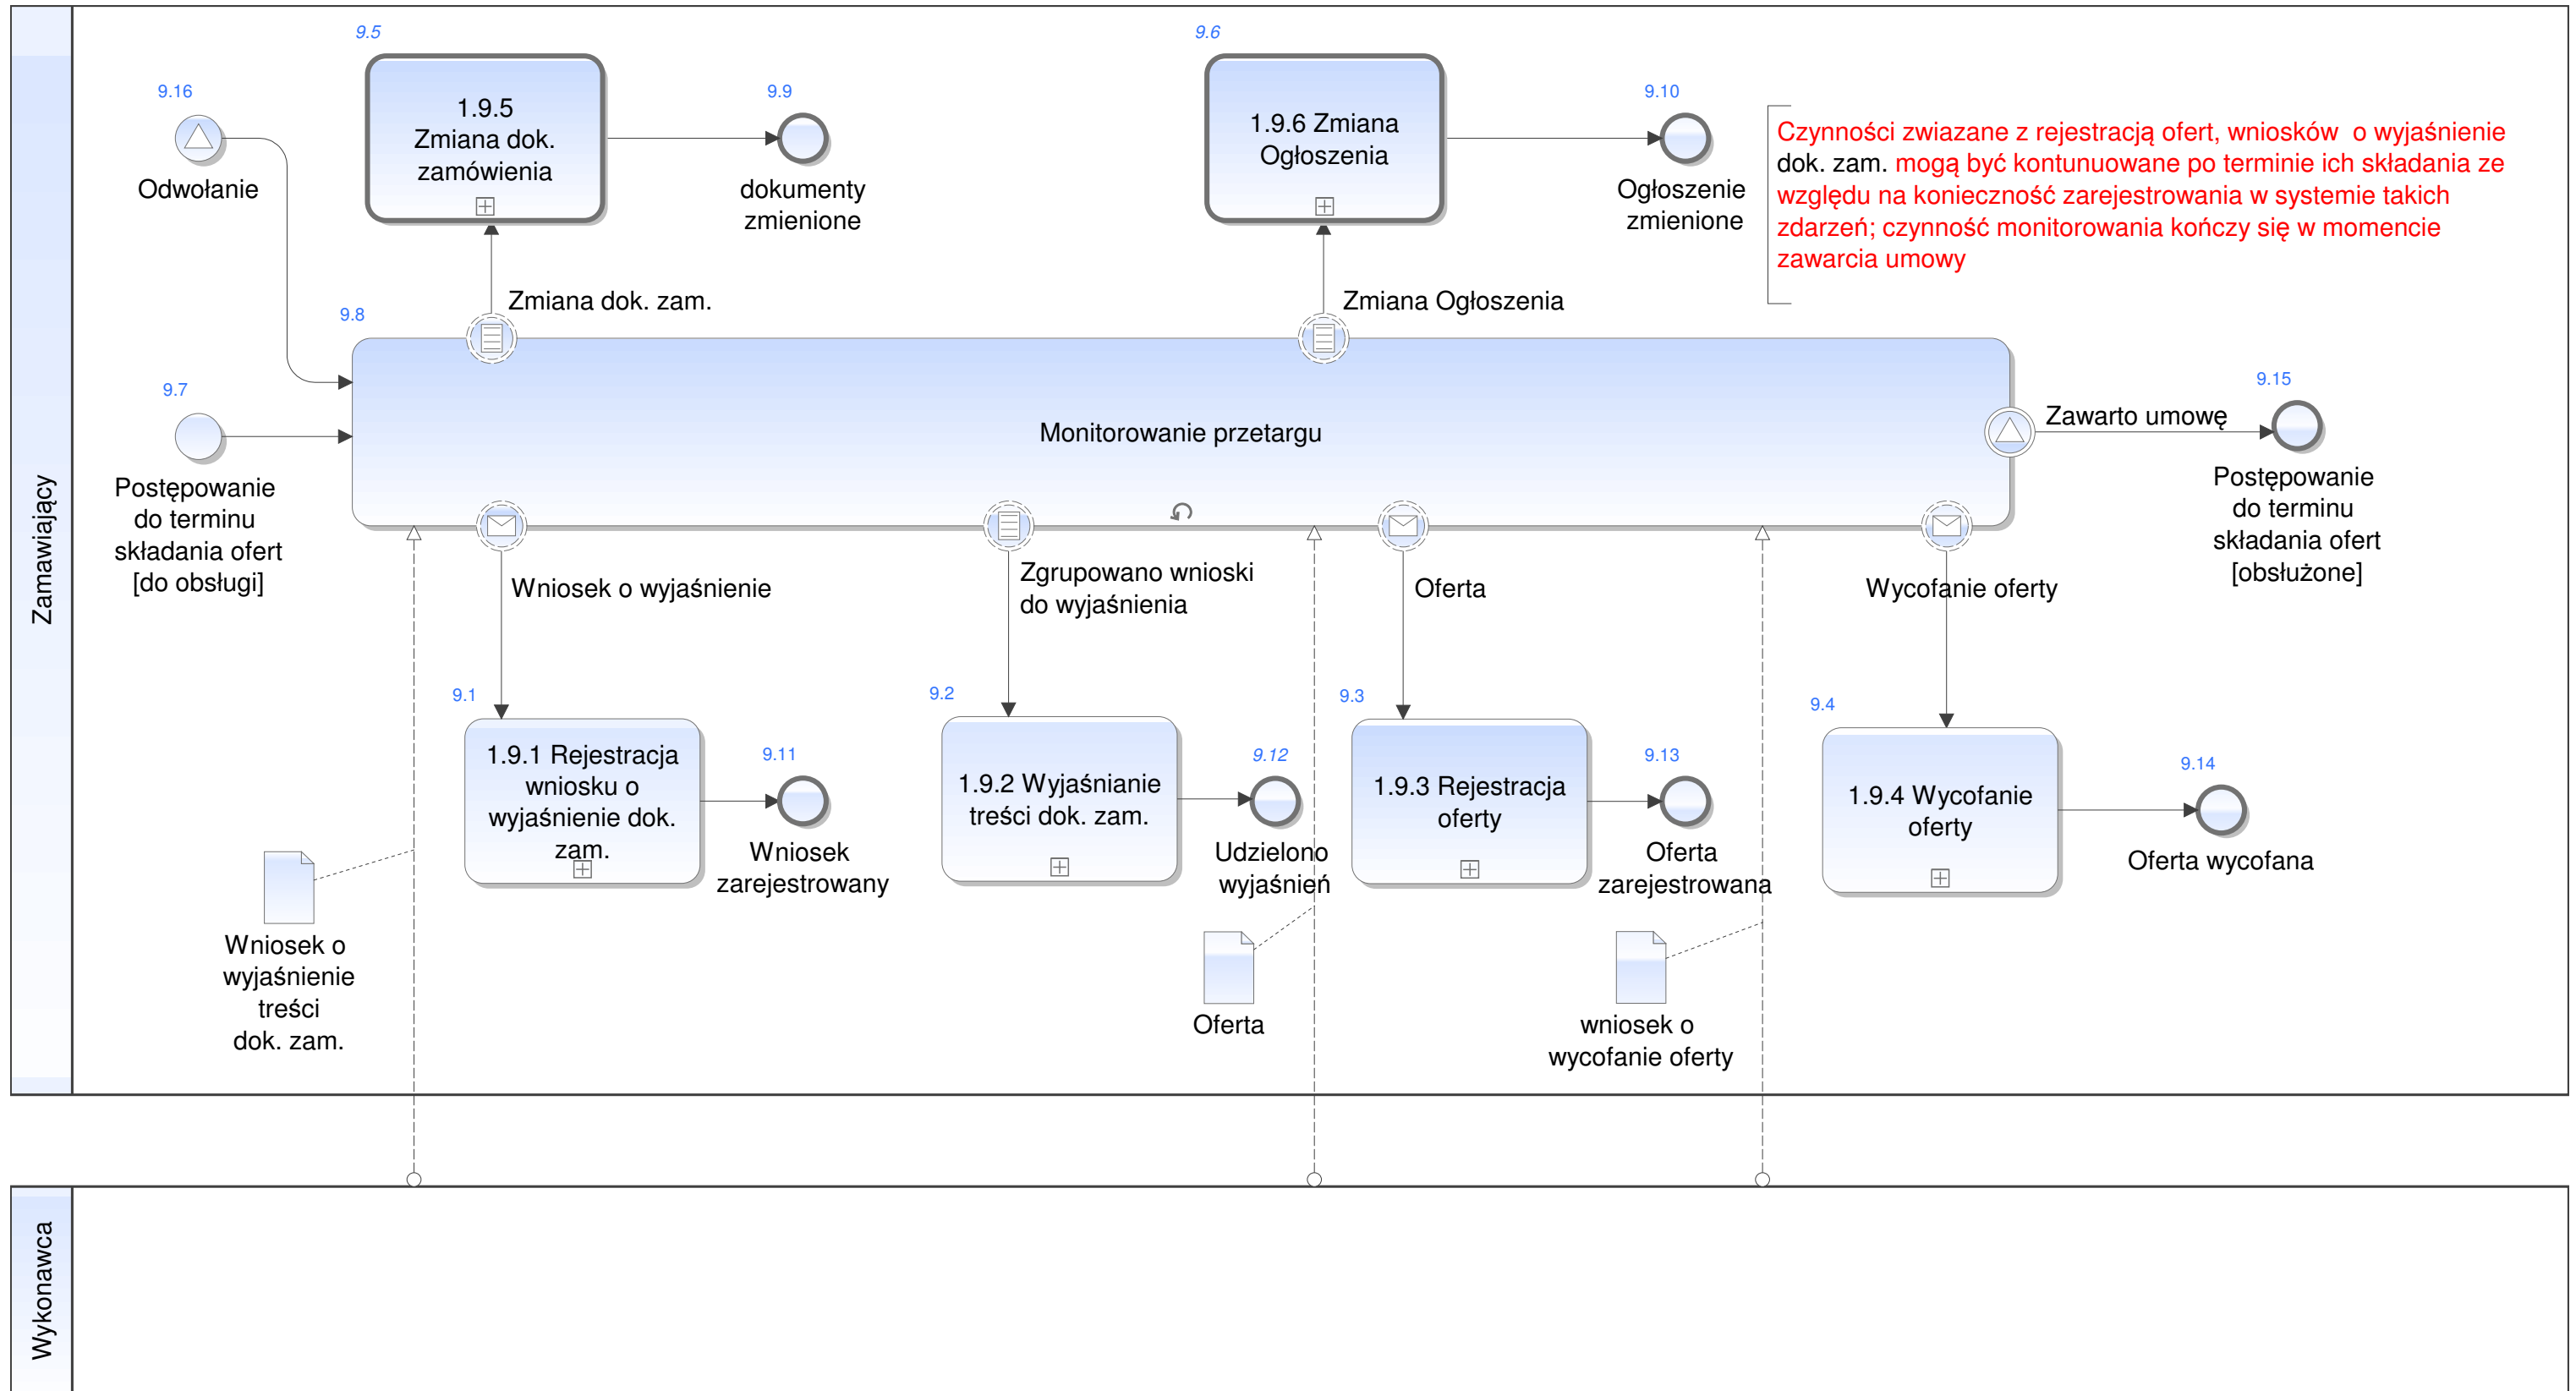 9.5
9.6
9.16
9.9
9.10
1.9.5
Zmiana dok.
zamówienia
1.9.6 Zmiana
Ogłoszenia
Odwołanie
dokumenty
zmienione
Ogłoszenie
zmienione
Czynności zwiazane z rejestracją ofert, wniosków  o wyjaśnienie
dok. zam. mogą być kontunuowane po terminie ich składania ze
względu na konieczność zarejestrowania w systemie takich
zdarzeń; czynność monitorowania kończy się w momencie
zawarcia umowy
Zmiana dok. zam.
Zmiana Ogłoszenia
9.8
9.7
9.15
Monitorowanie przetargu
Zawarto umowę
Postępowanie
do terminu
składania ofert
[do obsługi]
Postępowanie
do terminu
składania ofert
[obsłużone]
Zamawiający
Wniosek o wyjaśnienie
Zgrupowano wnioski
do wyjaśnienia
Oferta
Wycofanie oferty
9.1
9.2
9.3
9.4
1.9.1 Rejestracja
wniosku o
wyjaśnienie dok.
zam.
9.11
1.9.2 Wyjaśnianie
treści dok. zam.
9.12
1.9.3 Rejestracja
oferty
9.13
1.9.4 Wycofanie
oferty
9.14
Wniosek
zarejestrowany
Udzielono
wyjaśnień
Oferta
zarejestrowana
Oferta wycofana
Wniosek o
wyjaśnienie
treści
dok. zam.
Oferta
wniosek o
wycofanie oferty
Wykonawca